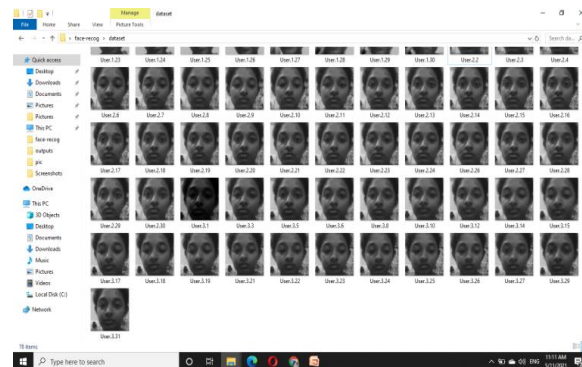 Manage
dataset
File
Home
Share
View
Picture Tools
face-recog
dataset
Search da...
Quick access
Desktop
Downloads
Documents
Pictures
Pictures
This PC
face-recog
outputs
pic
Screenshots
OneDrive
This PC
3D Objects
Desktop
Documents
Downloads
Music
Pictures
Videos
Local Disk (C:)
Network
User.1.23 User.1.24 User.1.25 User.1.26 User.1.27 User.1.28 User.1.29 User.1.30 User.2.2 User.2.3 User.2.4
User.2.6 User.2.7 User.2.8 User.2.9 User.2.10 User.2.11 User.2.12 User.2.13 User.2.14 User.2.15 User.2.16
User.2.17 User.2.18 User.2.19 User.2.20 User.2.21 User.2.22 User.2.23 User.2.24 User.2.26 User.2.27 User.2.28
User.2.29 User.2.30 User.3.1 User.3.3 User.3.5 User.3.6 User.3.8 User.3.10 User.3.12 User.3.14 User.3.15
User.3.17 User.3.18 User.3.19 User.3.21 User.3.22 User.3.23 User.3.24 User.3.25 User.3.26 User.3.27 User.3.29
User.3.31
items
Type here to search
ENG
11:11 AM
5/11/2021